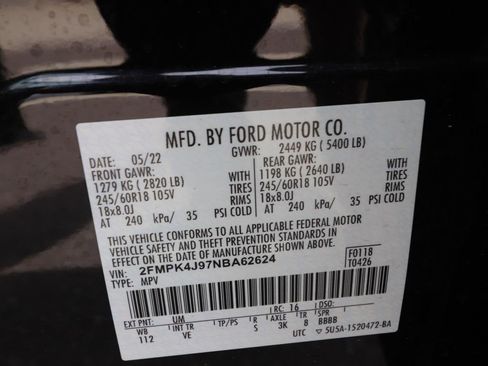 MFD. BY FORD MOTOR CO.
DATE: 05/22 GVWR: 2449 KG ( 5400 LB)
FRONT GAWR: REAR GAWR:
1279 KG ( 2820 LB) WITH 1198 KG ( 2640 LB) WITH
245/60R18 105V TIRES 245/60R18 105V TIRES
18x8.0J RIMS 18x8.0J RIMS
AT 240 kPa/ 35 PSI COLD AT 240 kPa/ 35 PSI COLD
THIS VEHICLE CONFORMS TO ALL APPLICABLE FEDERAL MOTOR
VEHICLE SAFETY AND THEFT PREVENTION STANDARDS IN
EFFECT ON THE DATE OF MANUFACTURE SHOWN ABOVE.
VIN: 2FMPK4J97NBA62624 F0118
TYPE: MPV T0426
EXT PNT: UM RC: 16 DSO:
WB INT TR TP/PS R AXLE TR SPR
112 VE S 3K 8 BBBB
UTC 5U5A-1520472-BA